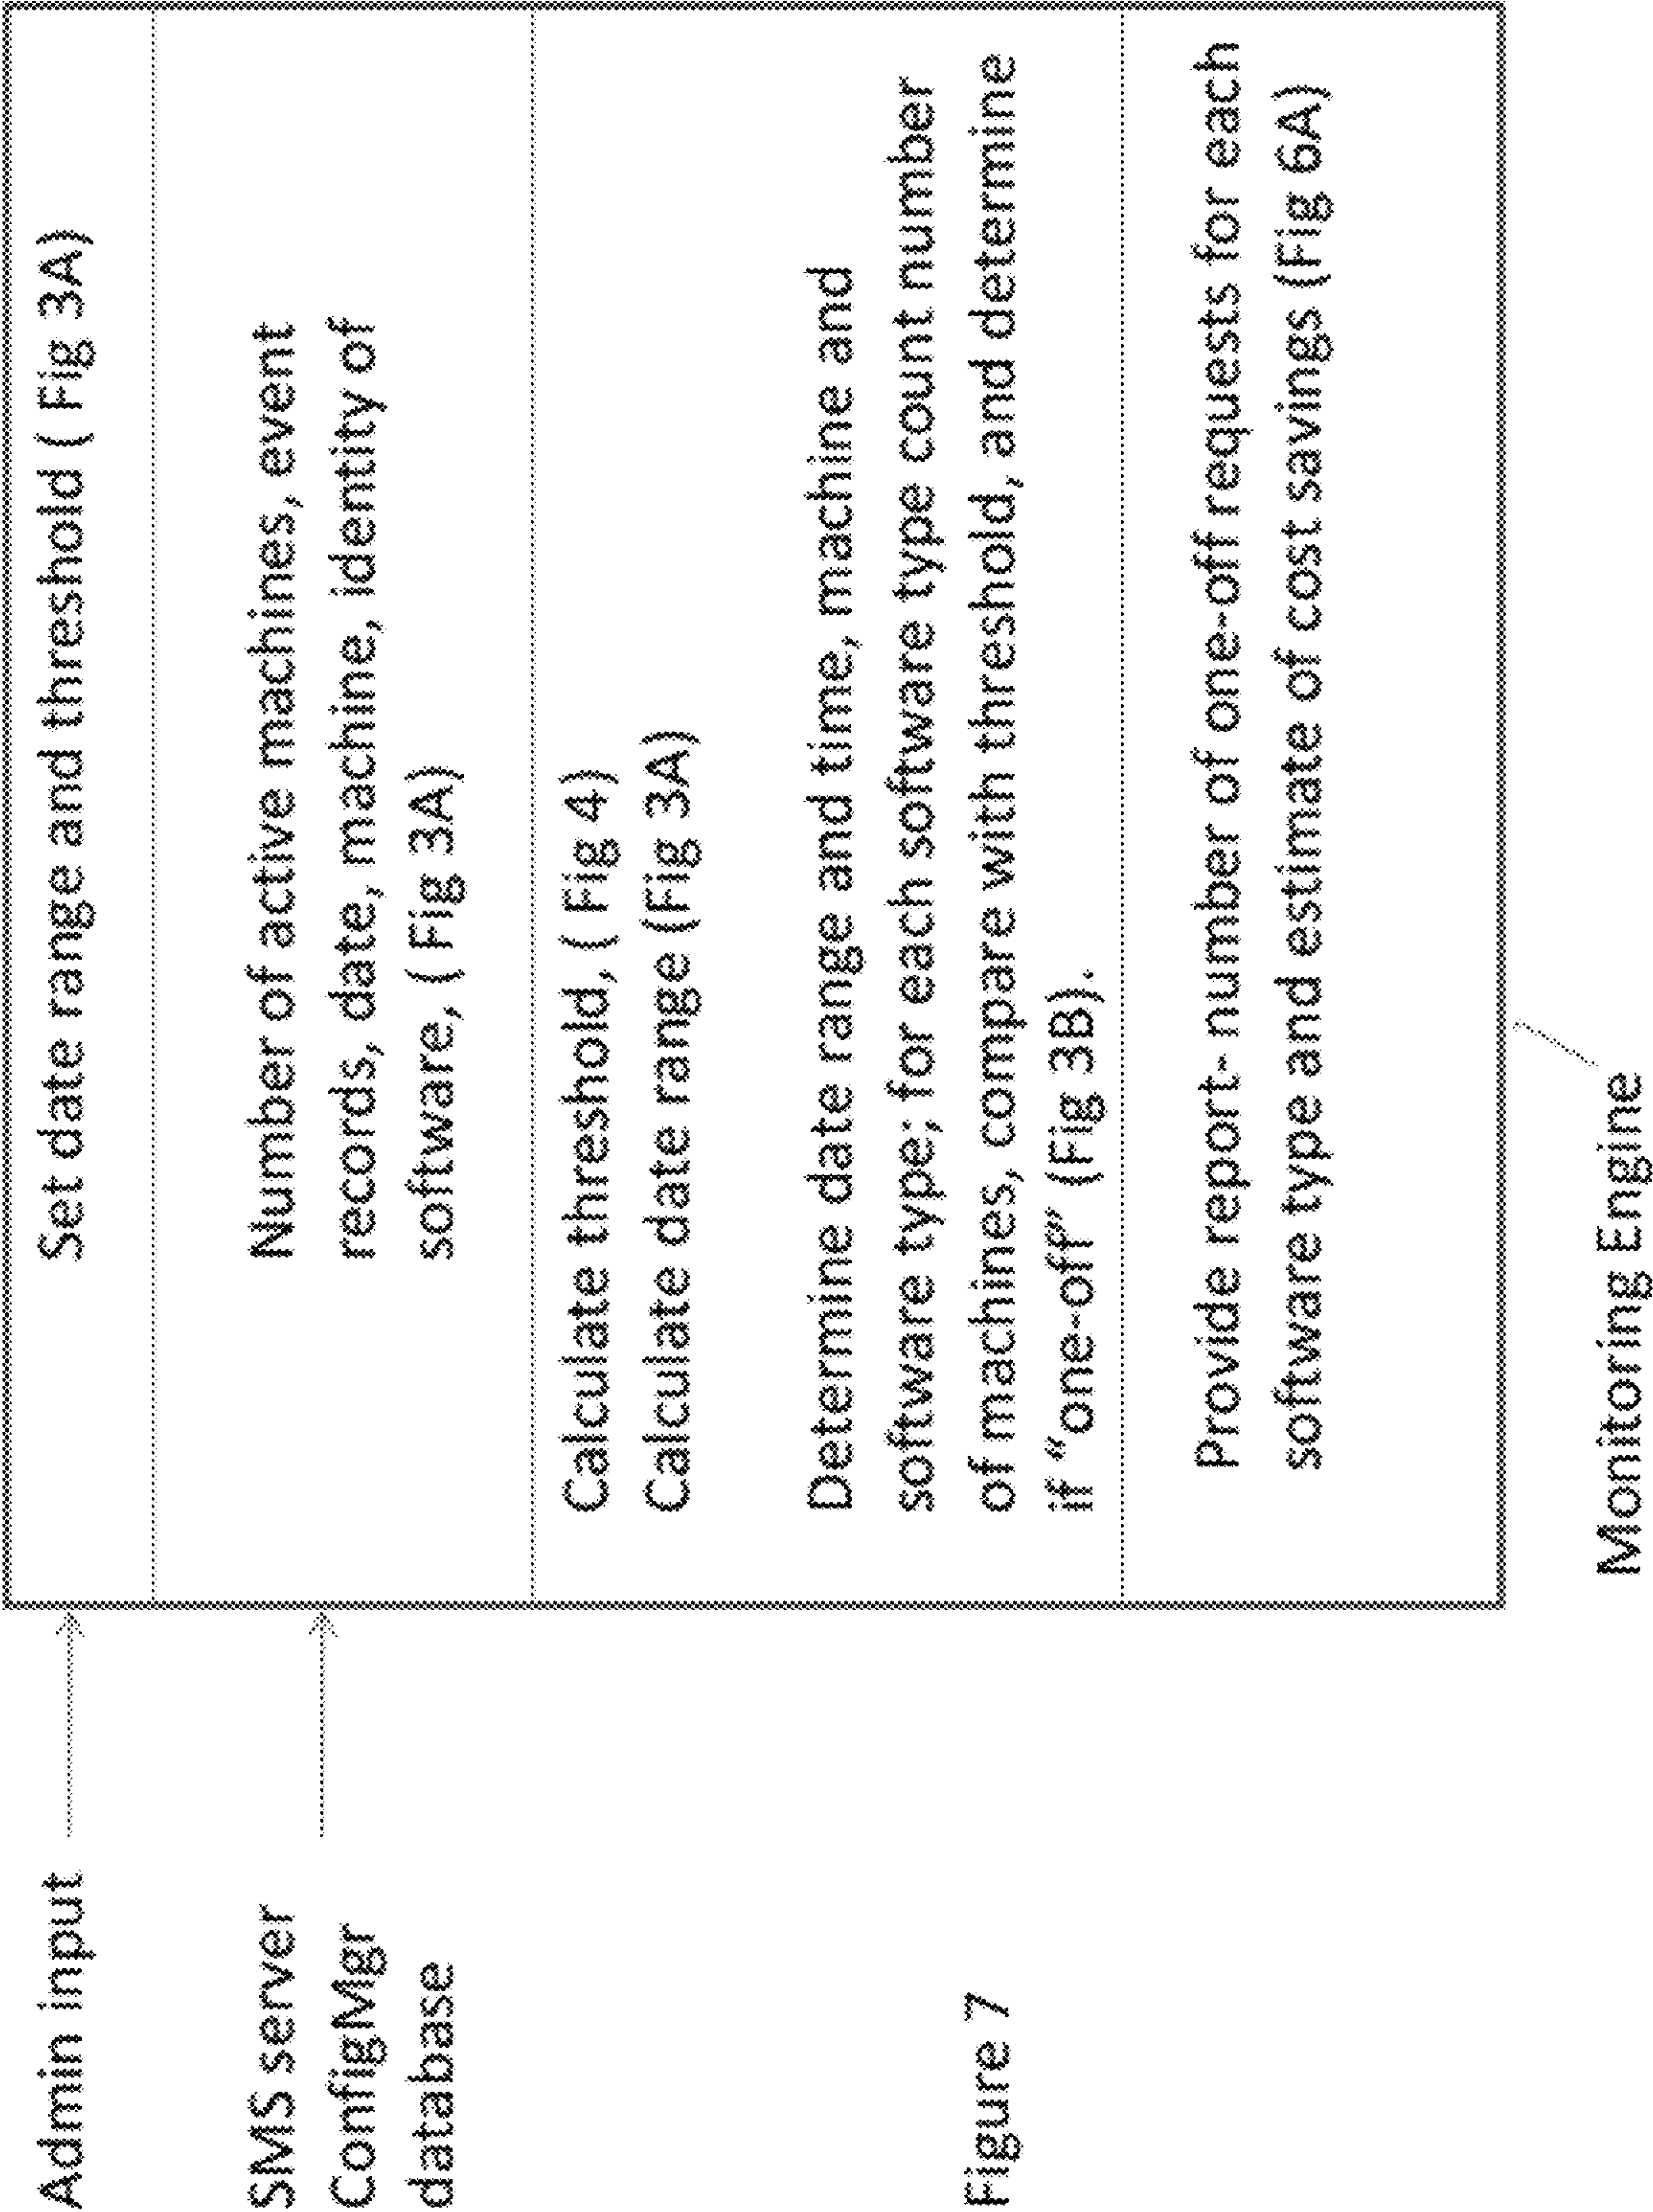 Admin input
Set date range and threshold ( Fig 3A)
SMS server
ConfigMgr
database
Number of active machines, event
records, date, machine, identity of
software, ( Fig 3A)
Calculate threshold, ( Fig 4)
Calculate date range (Fig 3A)
Determine date range and time, machine and
software type; for each software type count number
of machines, compare with threshold, and determine
if “one-off” (Fig 3B).
Provide report- number of one-off requests for each
software type and estimate of cost savings (Fig 6A)
Monitoring Engine
Figure 7